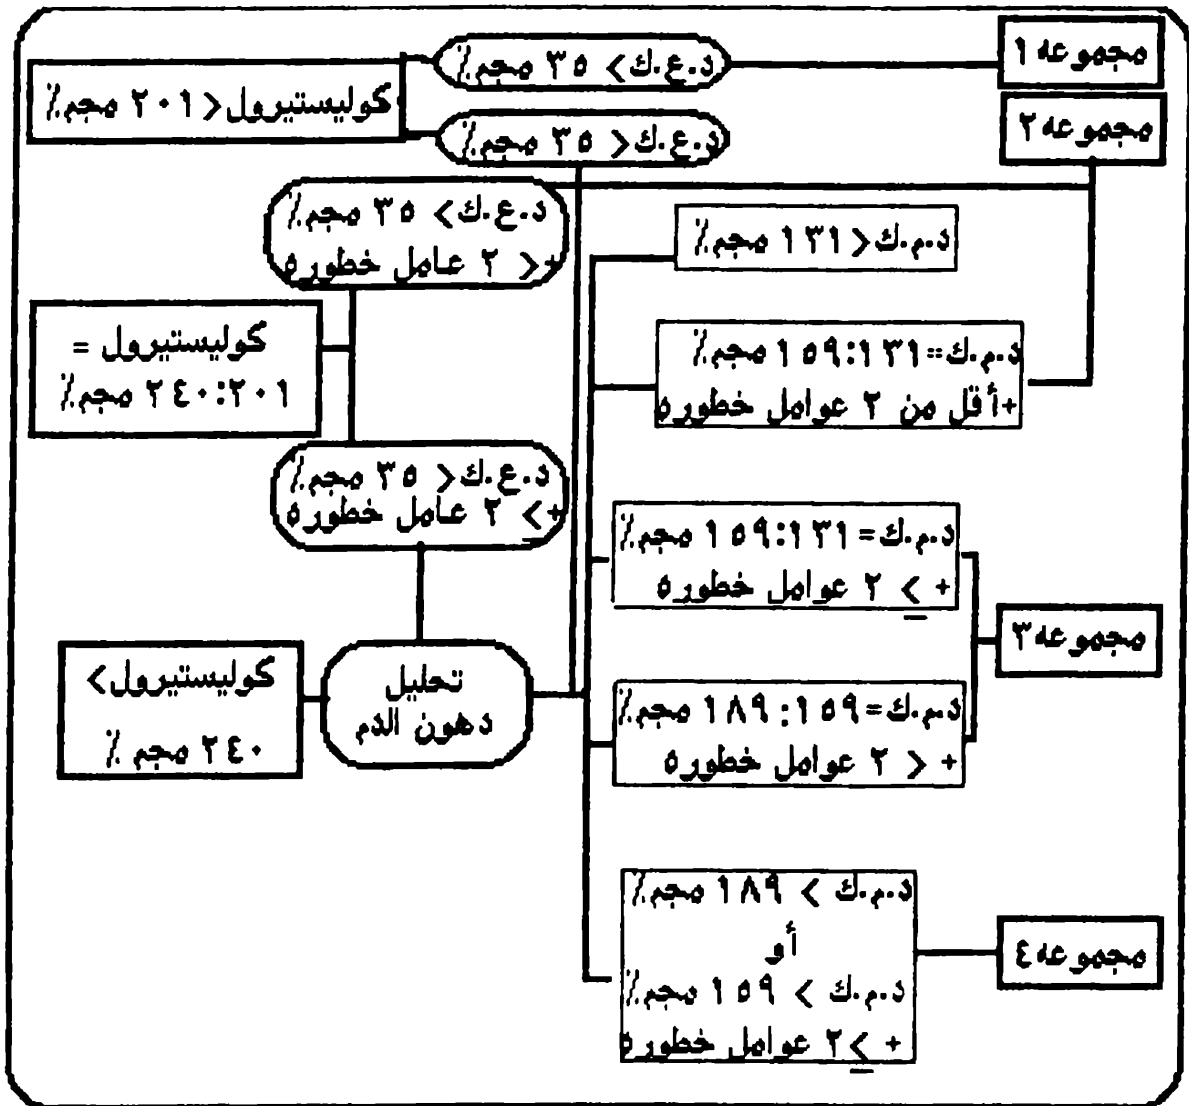 مجموعه ١
د.ع.ك> ٣٥ مجم٪
كوليستيرول< ٢٠١ مجم٪
مجموعه ٢
د.ع.ك< ٣٥ مجم٪
د.ع.ك> ٣٥ مجم٪
+< ٢ عامل خطوره
د.م.ك< ١٣١ مجم٪
كوليستيرول =
٢٠١:٢٤٠ مجم٪
د.م.ك=١٣١:١٥٩ مجم٪
+أقل من ٢ عوامل خطوره
د.ع.ك< ٣٥ مجم٪
+≥ ٢ عامل خطوره
د.م.ك=١٣١:١٥٩ مجم٪
+ ≥ ٢ عوامل خطوره
مجموعه ٣
كوليستيرول>
٢٤٠ مجم ٪
تحليل
دهون الدم
د.م.ك=١٥٩:١٨٩ مجم٪
+ < ٢ عوامل خطوره
د.م.ك > ١٨٩ مجم٪
أو
د.م.ك > ١٥٩ مجم٪
+ ≥٢ عوامل خطوره
مجموعه ٤